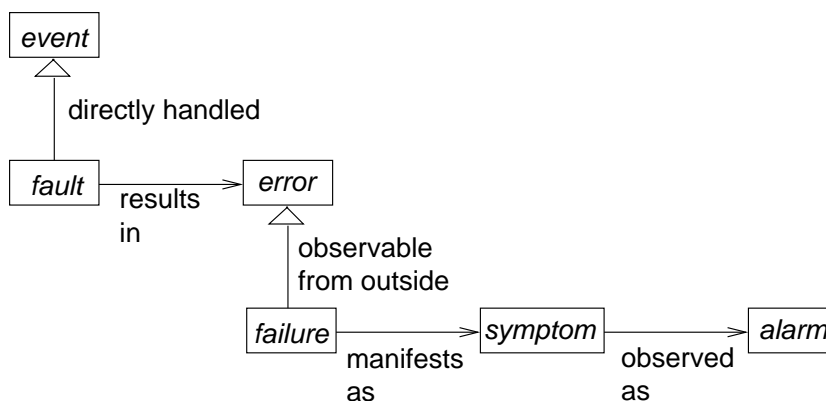 event
directly handled
fault
results
in
error
observable
from outside
failure
manifests
as
symptom
observed
as
alarm